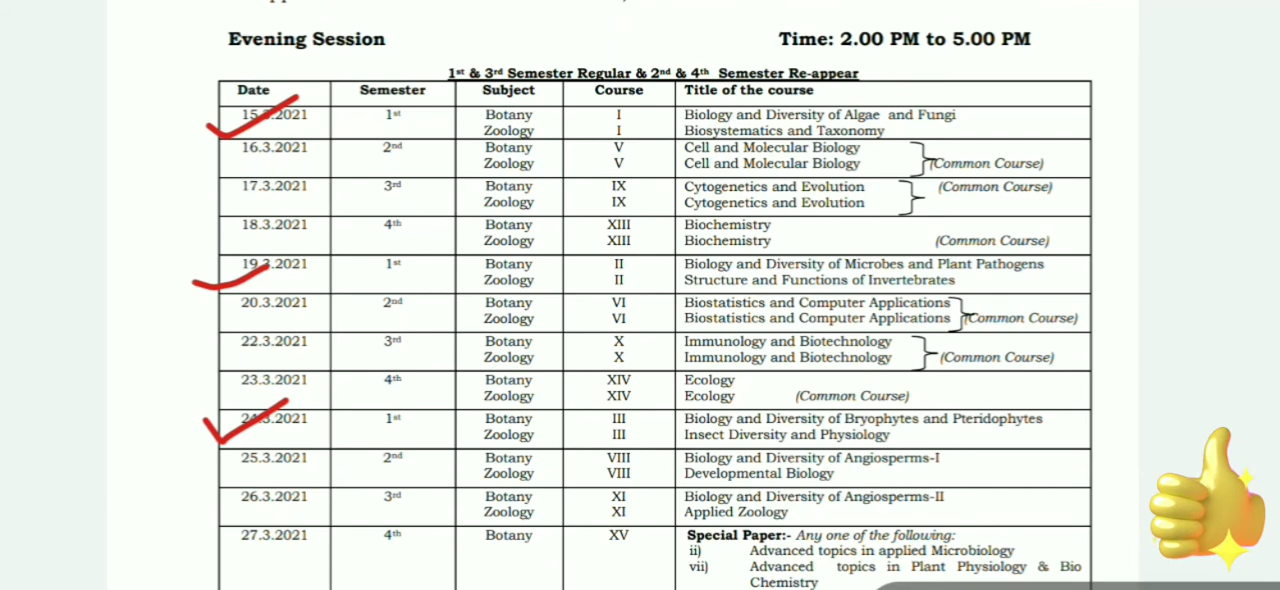 Evening Session Time: 2.00 PM to 5.00 PM
1st & 3rd Semester Regular & 2nd & 4th Semester Re-appear
Date Semester Subject Course Title of the course
15.3.2021 1st Botany I Biology and Diversity of Algae and Fungi
Zoology I Biosystematics and Taxonomy
16.3.2021 2nd Botany V Cell and Molecular Biology
Zoology V Cell and Molecular Biology (Common Course)
17.3.2021 3rd Botany IX Cytogenetics and Evolution (Common Course)
Zoology IX Cytogenetics and Evolution
18.3.2021 4th Botany XIII Biochemistry
Zoology XIII Biochemistry (Common Course)
19.3.2021 1st Botany II Biology and Diversity of Microbes and Plant Pathogens
Zoology II Structure and Functions of Invertebrates
20.3.2021 2nd Botany VI Biostatistics and Computer Applications
Zoology VI Biostatistics and Computer Applications (Common Course)
22.3.2021 3rd Botany X Immunology and Biotechnology
Zoology X Immunology and Biotechnology (Common Course)
23.3.2021 4th Botany XIV Ecology
Zoology XIV Ecology (Common Course)
24.3.2021 1st Botany III Biology and Diversity of Bryophytes and Pteridophytes
Zoology III Insect Diversity and Physiology
25.3.2021 2nd Botany VIII Biology and Diversity of Angiosperms-I
Zoology VIII Developmental Biology
26.3.2021 3rd Botany XI Biology and Diversity of Angiosperms-II
Zoology XI Applied Zoology
27.3.2021 4th Botany XV Special Paper:- Any one of the following:
ii) Advanced topics in applied Microbiology
vii) Advanced topics in Plant Physiology & Bio
Chemistry